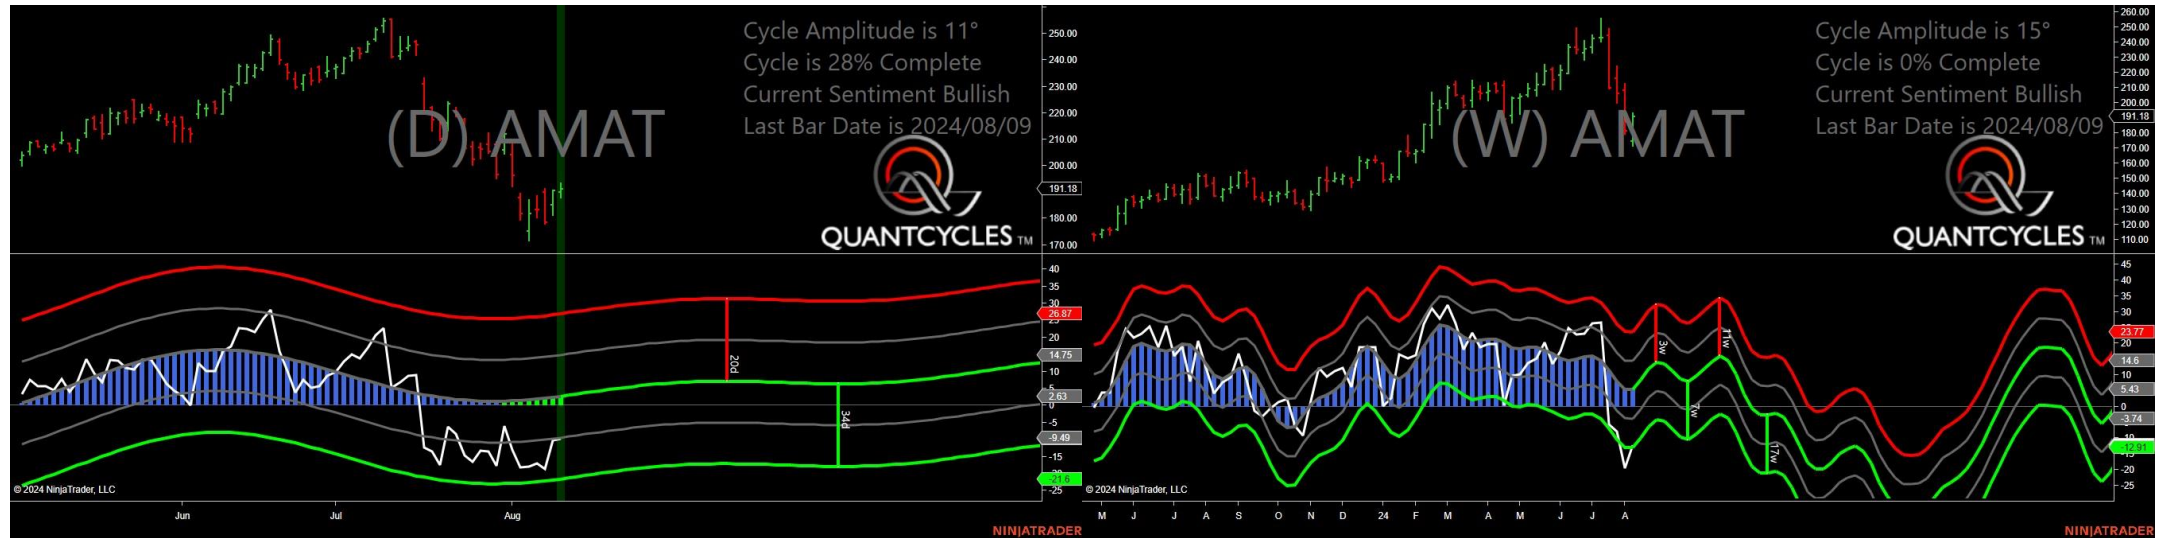 Cycle Amplitude is 11°
Cycle is 28% Complete
Current Sentiment Bullish
Last Bar Date is 2024/08/09
(D) AMAT
QUANTCYCLES TM
250.00
240.00
230.00
220.00
210.00
200.00
191.18
180.00
170.00
40
35
30
26.87
25
20
14.75
10
5
2.63
0
-5
-9.49
-15
-21.6
-25
20d
34d
© 2024 NinjaTrader, LLC
Jun
Jul
Aug
NINJATRADER
Cycle Amplitude is 15°
Cycle is 0% Complete
Current Sentiment Bullish
Last Bar Date is 2024/08/09
(W) AMAT
QUANTCYCLES TM
260.00
250.00
240.00
230.00
220.00
210.00
200.00
191.18
180.00
170.00
160.00
150.00
140.00
130.00
120.00
110.00
45
40
35
30
23.77
20
14.6
10
5.43
0
-3.74
-10
-12.91
-15
-20
-25
3w
11w
7w
17w
© 2024 NinjaTrader, LLC
M J J A S O N D 24 F M A M J J A
NINJATRADER